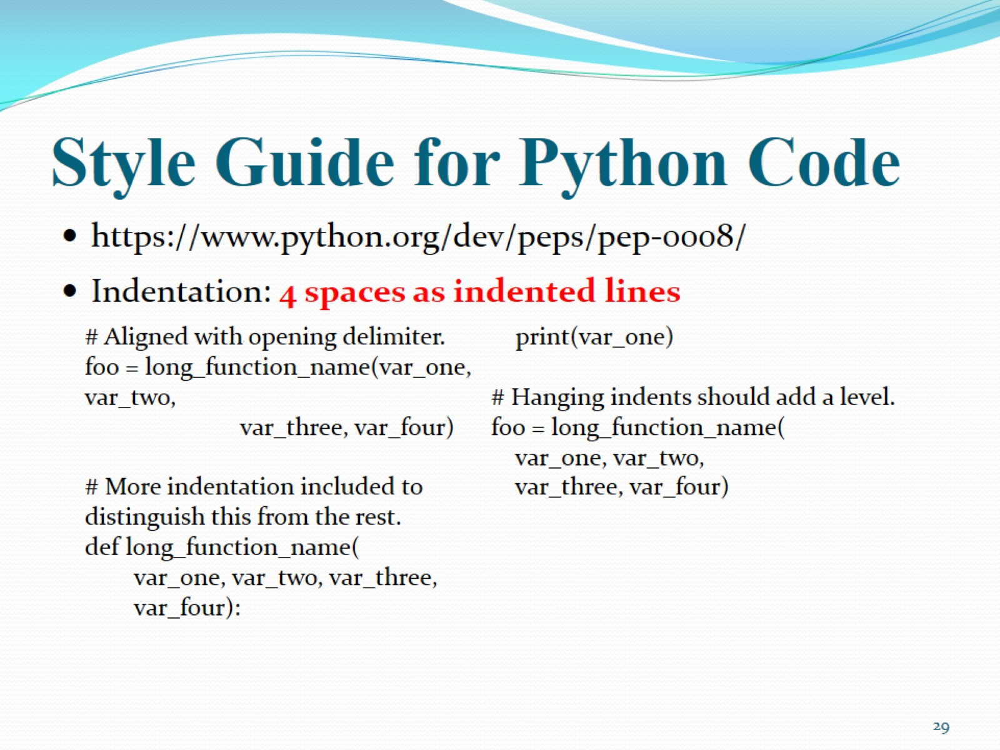 Style Guide for Python Code
• https://www.python.org/dev/peps/pep-0008/
• Indentation: 4 spaces as indented lines
# Aligned with opening delimiter.
foo = long_function_name(var_one,
var_two,
var_three, var_four)
# More indentation included to
distinguish this from the rest.
def long_function_name(
var_one, var_two, var_three,
var_four):
print(var_one)
# Hanging indents should add a level.
foo = long_function_name(
var_one, var_two,
var_three, var_four)
29